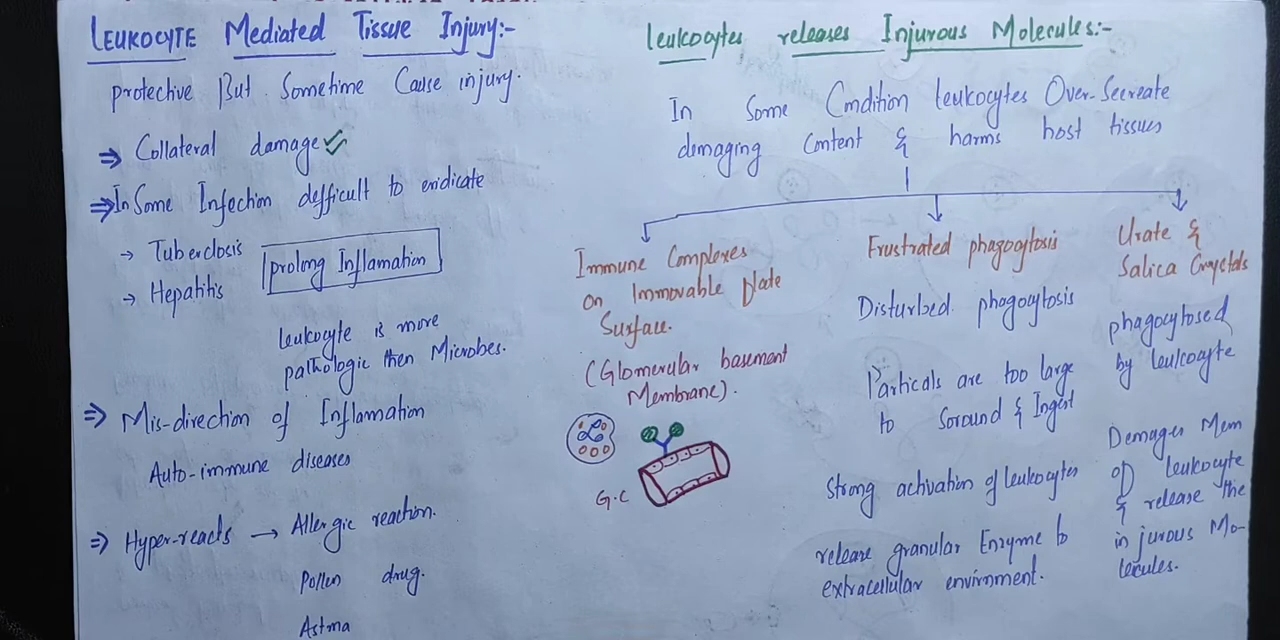 LEUKOCYTE Mediated Tissue Injury:-
protective But Sometime Cause injury.
⇒ Collateral damage ✓
⇒ In Some Infection defficult to eridicate
→ Tuberclosis
→ Hepatitis
prolong Inflamation
leukocyte is more
pathologic then Microbes.
⇒ Mis-direction of Inflamation
Auto-immune diseases
⇒ Hyper-reacts → Allergic reaction.
Pollen drug.
Astma
leukcocytes releases Injurous Molecules:-
In Some Condition leukocytes Over-Secreate
demaging Content & harms host tissues
Immune Complexes
on Immovable plate
Surface.
(Glomerular basement
Membrane).
G.C
Frustrated phagocytosis
Disturbed phagocytosis
Particals are too large
to Soround & Ingest
Strong activation of leukocytes
release granular Enzyme to
extracellular envirnment.
Urate &
Salica Crystals
phagocytosed
by leukcocyte
Demages Mem
of leukocyte
& release the
injurous Mo-
lecules.